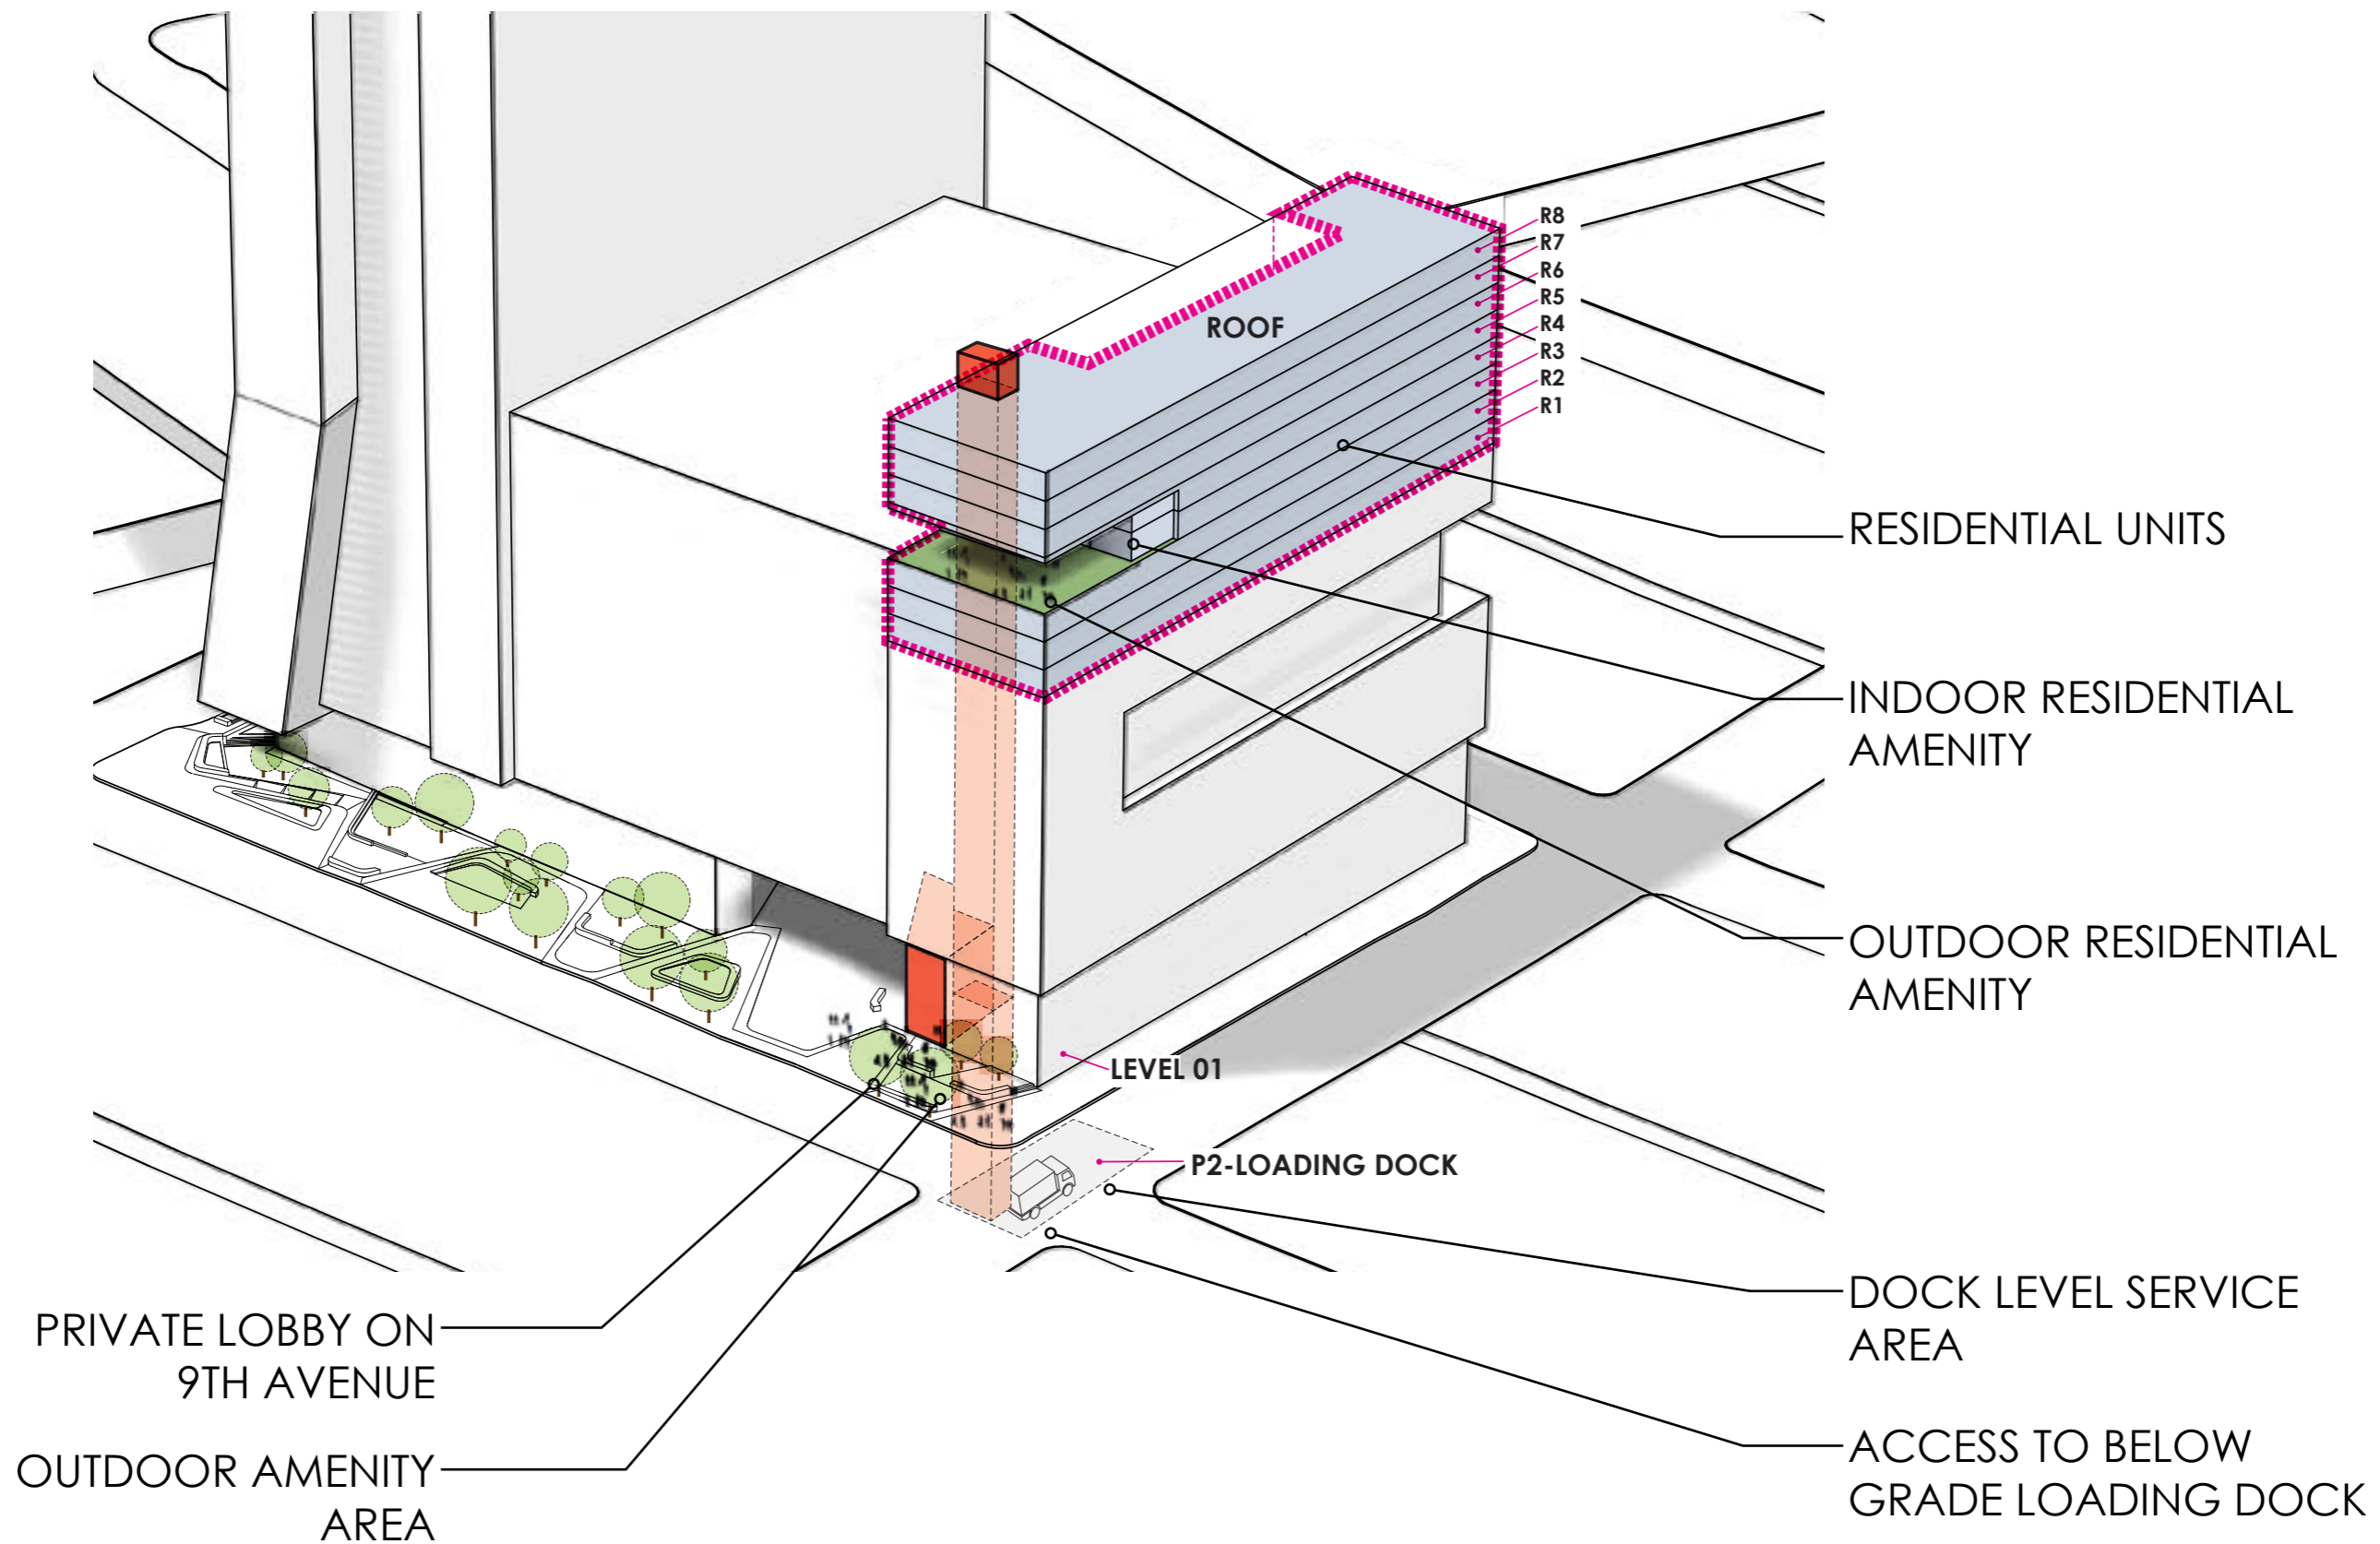 R8
R7
R6
R5
R4
R3
R2
R1
ROOF
RESIDENTIAL UNITS
INDOOR RESIDENTIAL
AMENITY
OUTDOOR RESIDENTIAL
AMENITY
LEVEL 01
P2-LOADING DOCK
DOCK LEVEL SERVICE
AREA
PRIVATE LOBBY ON
9TH AVENUE
ACCESS TO BELOW
GRADE LOADING DOCK
OUTDOOR AMENITY
AREA